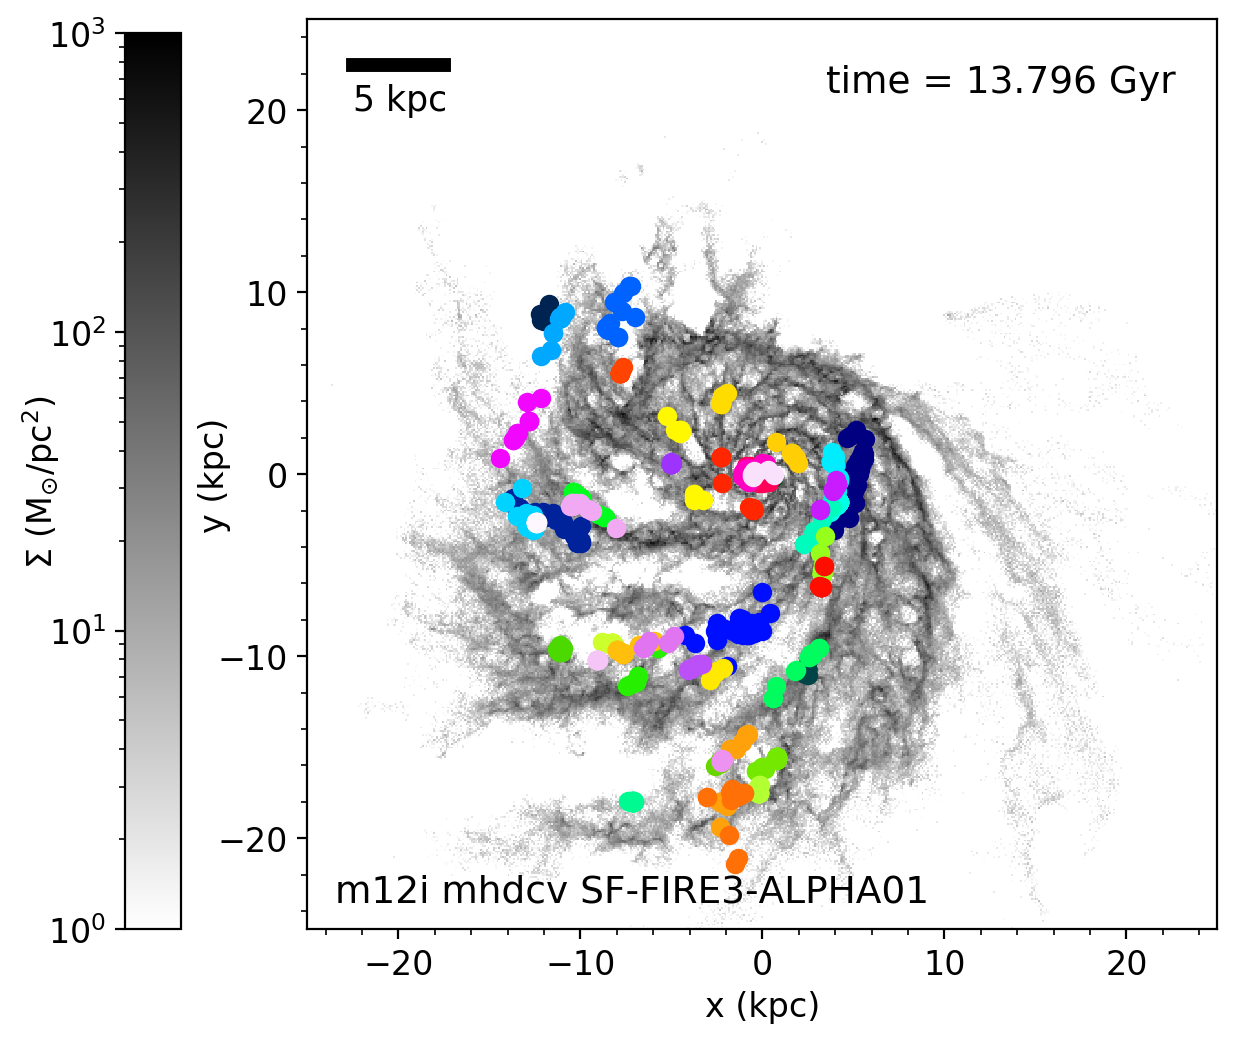 10³
10²
10¹
10⁰
Σ (M⊙/pc²)
5 kpc
time = 13.796 Gyr
20
10
0
−10
−20
y (kpc)
m12i mhdcv SF-FIRE3-ALPHA01
−20 −10 0 10 20
x (kpc)